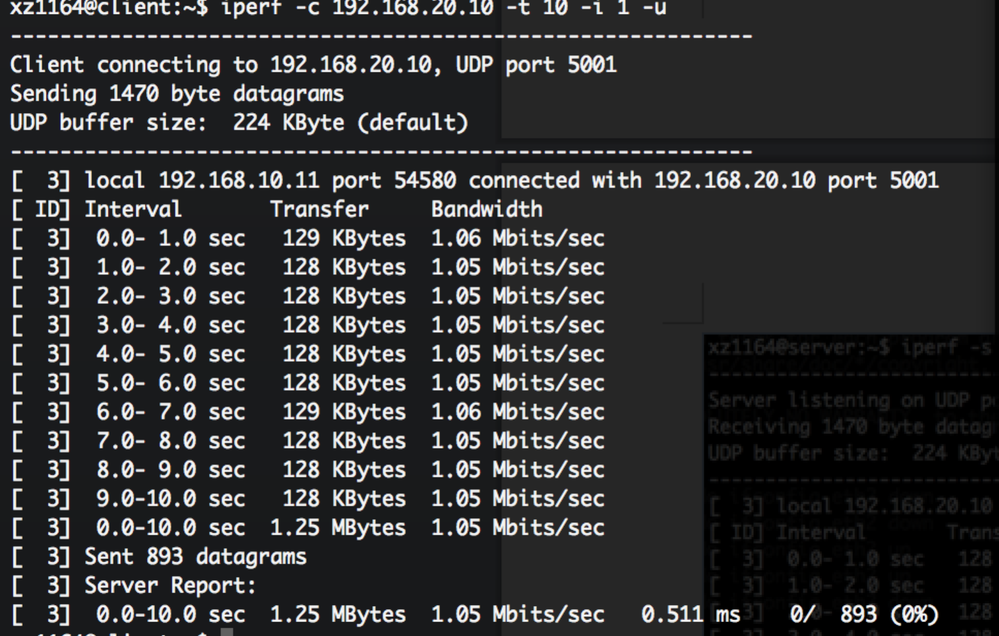 xz1164@client:~$ iperf -c 192.168.20.10 -t 10 -i 1 -u
------------------------------------------------------------
Client connecting to 192.168.20.10, UDP port 5001
Sending 1470 byte datagrams
UDP buffer size:  224 KByte (default)
------------------------------------------------------------
[  3] local 192.168.10.11 port 54580 connected with 192.168.20.10 port 5001
[ ID] Interval       Transfer     Bandwidth
[  3]  0.0- 1.0 sec   129 KBytes  1.06 Mbits/sec
[  3]  1.0- 2.0 sec   128 KBytes  1.05 Mbits/sec
[  3]  2.0- 3.0 sec   128 KBytes  1.05 Mbits/sec
[  3]  3.0- 4.0 sec   128 KBytes  1.05 Mbits/sec
[  3]  4.0- 5.0 sec   128 KBytes  1.05 Mbits/sec
[  3]  5.0- 6.0 sec   128 KBytes  1.05 Mbits/sec
[  3]  6.0- 7.0 sec   129 KBytes  1.06 Mbits/sec
[  3]  7.0- 8.0 sec   128 KBytes  1.05 Mbits/sec
[  3]  8.0- 9.0 sec   128 KBytes  1.05 Mbits/sec
[  3]  9.0-10.0 sec   128 KBytes  1.05 Mbits/sec
[  3]  0.0-10.0 sec  1.25 MBytes  1.05 Mbits/sec
[  3] Sent 893 datagrams
[  3] Server Report:
[  3]  0.0-10.0 sec  1.25 MBytes  1.05 Mbits/sec   0.511 ms    0/  893 (0%)
xz1164@server:~$ iperf -s
Server listening on UDP
Receiving 1470 byte datag
UDP buffer size:  224 KByt
[  3] local 192.168.20.10
[ ID] Interval       Trans
[  3]  0.0- 1.0 sec   128
[  3]  1.0- 2.0 sec   128
128